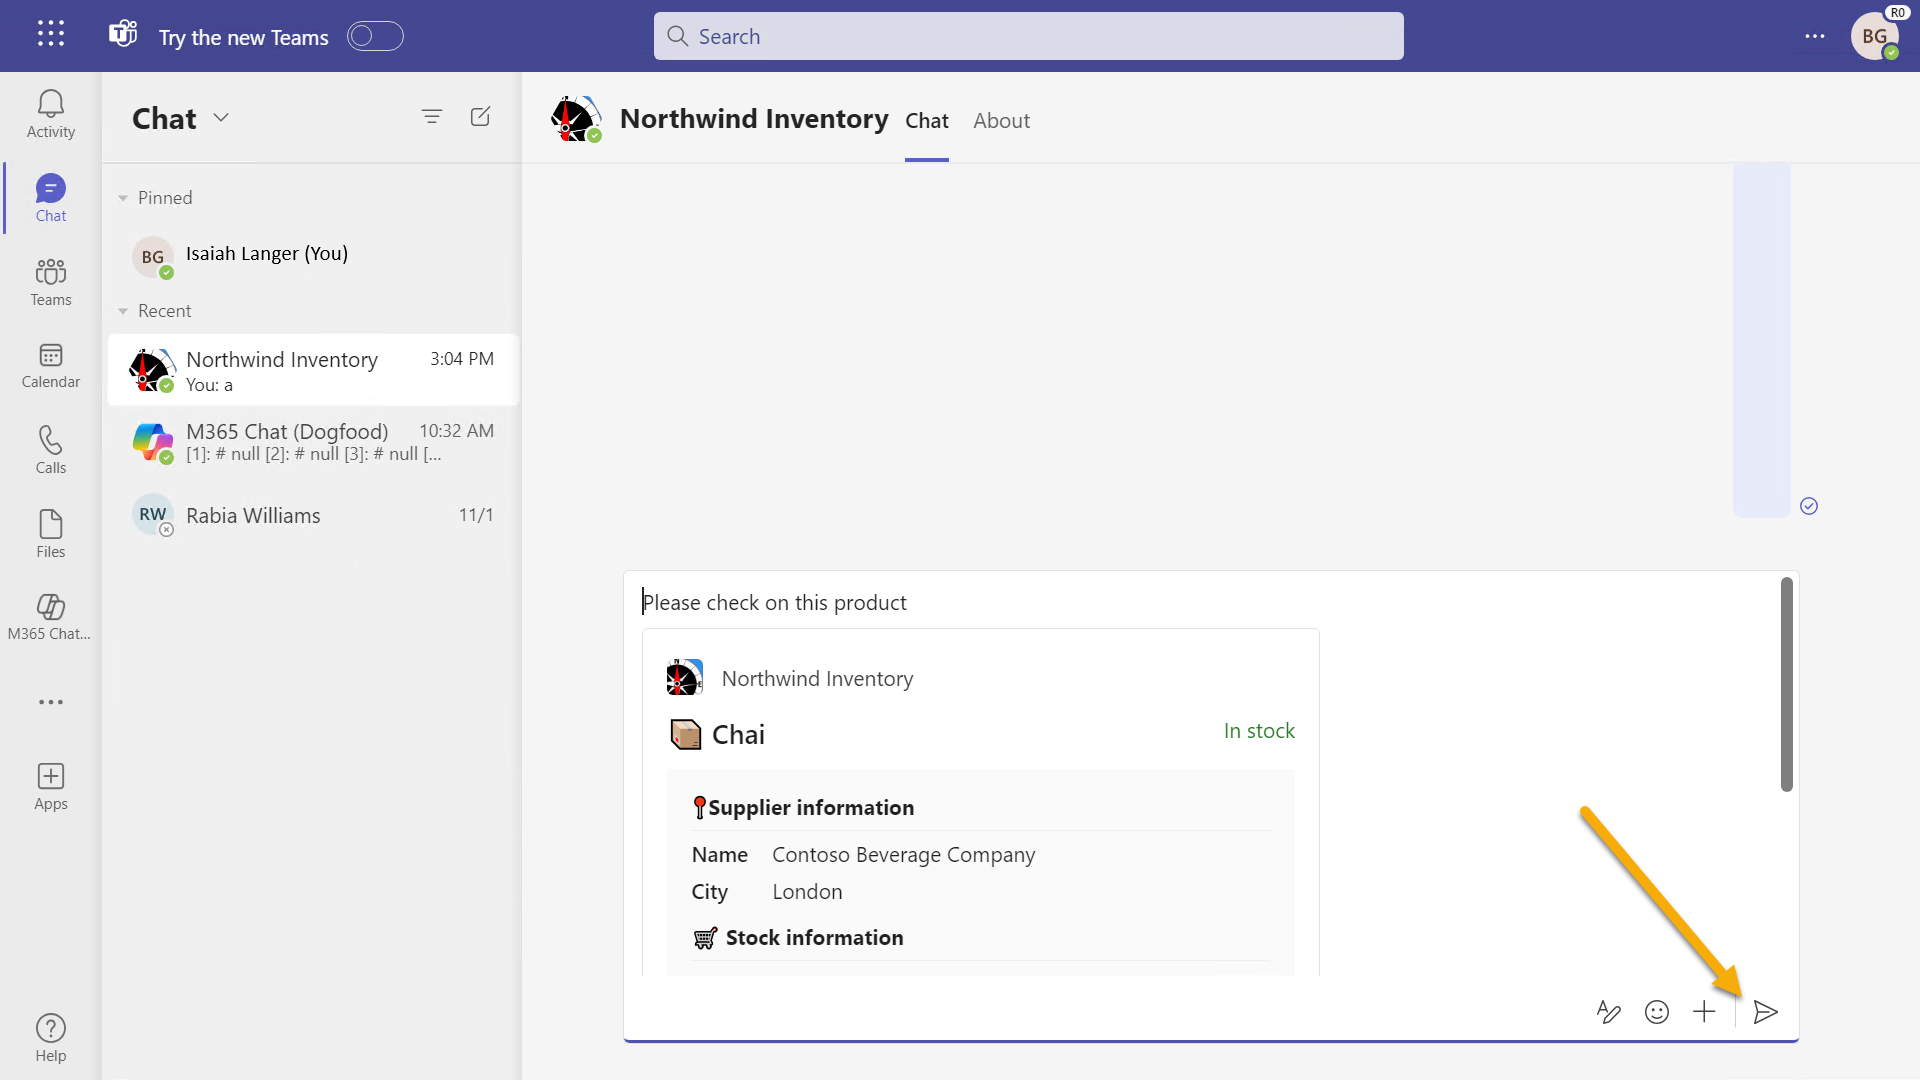 Try the new Teams
Search
R0
BG
Activity
Chat
Teams
Calendar
Calls
Files
M365 Chat...
Apps
Help
Chat
Pinned
BG
Isaiah Langer (You)
Recent
Northwind Inventory 3:04 PM
You: a
M365 Chat (Dogfood) 10:32 AM
[1]: # null [2]: # null [3]: # null [...
RW
Rabia Williams 11/1
Northwind Inventory Chat About
Please check on this product
Northwind Inventory
Chai In stock
Supplier information
Name Contoso Beverage Company
City London
Stock information